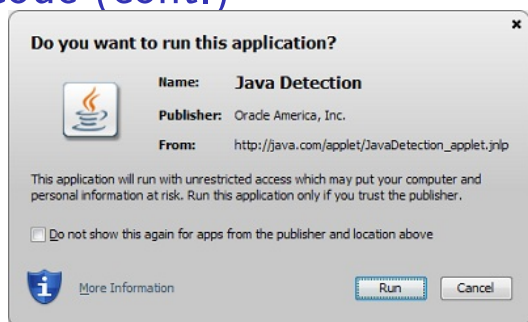 Code (cont.)
Do you want to run this application?
Name: Java Detection
Publisher: Oracle America, Inc.
From: http://java.com/applet/JavaDetection_applet.jnlp
This application will run with unrestricted access which may put your computer and
personal information at risk. Run this application only if you trust the publisher.
Do not show this again for apps from the publisher and location above
More Information
Run
Cancel